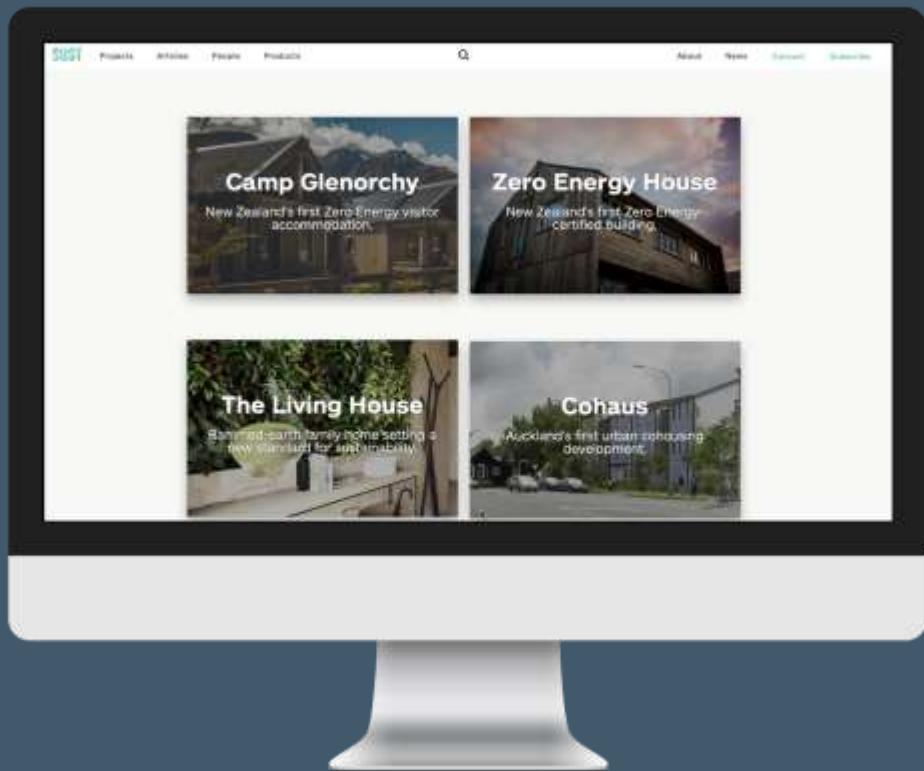 SUST Projects Articles People Products About News Contact Subscribe
Camp Glenorchy
New Zealand's first Zero Energy visitor
accommodation.
Zero Energy House
New Zealand's first Zero Energy
certified building.
The Living House
Rammed-earth family home setting a
new standard for sustainability.
Cohaus
Auckland's first urban cohousing
development.